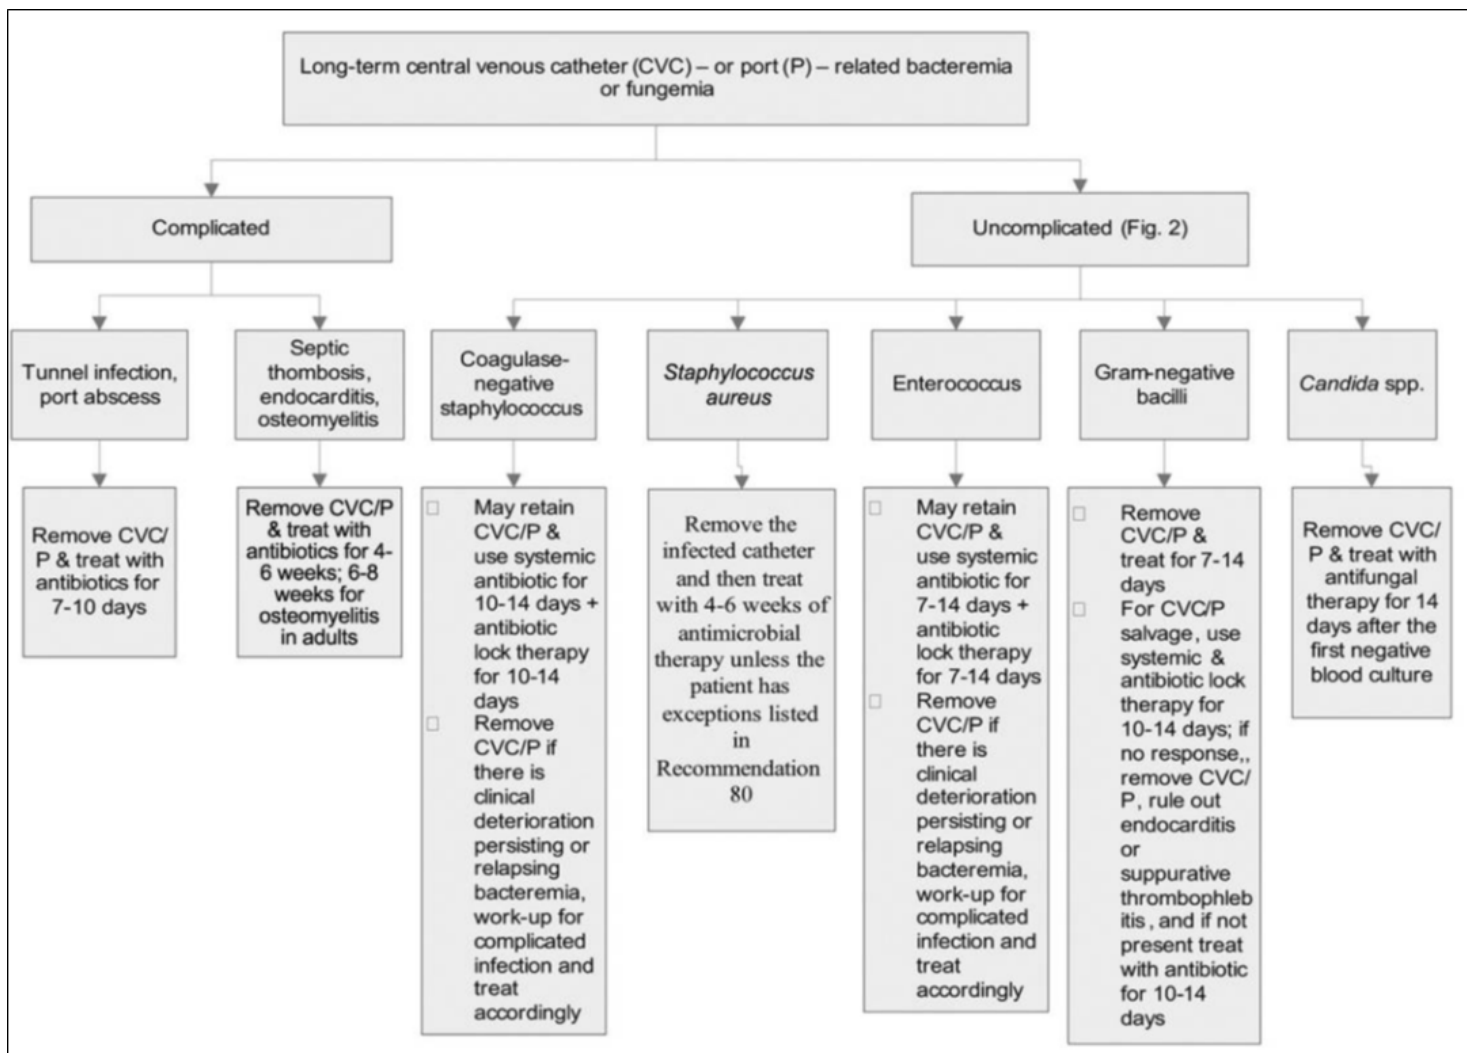 Long-term central venous catheter (CVC) – or port (P) – related bacteremia
or fungemia
Complicated
Uncomplicated (Fig. 2)
Tunnel infection,
port abscess
Septic
thombosis,
endocarditis,
osteomyelitis
Coagulase-
negative
staphylococcus
Staphylococcus
aureus
Enterococcus
Gram-negative
bacilli
Candida spp.
Remove CVC/
P & treat with
antibiotics for
7-10 days
Remove CVC/P
& treat with
antibiotics for 4-
6 weeks; 6-8
weeks for
osteomyelitis
in adults
May retain
CVC/P &
use systemic
antibiotic for
10-14 days +
antibiotic
lock therapy
for 10-14
days
Remove
CVC/P if
there is
clinical
deterioration
persisting or
relapsing
bacteremia,
work-up for
complicated
infection and
treat
accordingly
Remove the
infected catheter
and then treat
with 4-6 weeks of
antimicrobial
therapy unless the
patient has
exceptions listed
in
Recommendation
80
May retain
CVC/P &
use systemic
antibiotic for
7-14 days +
antibiotic
lock therapy
for 7-14 days
Remove
CVC/P if
there is
clinical
deterioration
persisting or
relapsing
bacteremia,
work-up for
complicated
infection and
treat
accordingly
Remove
CVC/P &
treat for 7-14
days
For CVC/P
salvage, use
systemic &
antibiotic lock
therapy for
10-14 days; if
no response,,
remove CVC/
P, rule out
endocarditis
or
suppurative
thrombophleb
itis, and if not
present treat
with antibiotic
for 10-14
days
Remove CVC/
P & treat with
antifungal
therapy for 14
days after the
first negative
blood culture